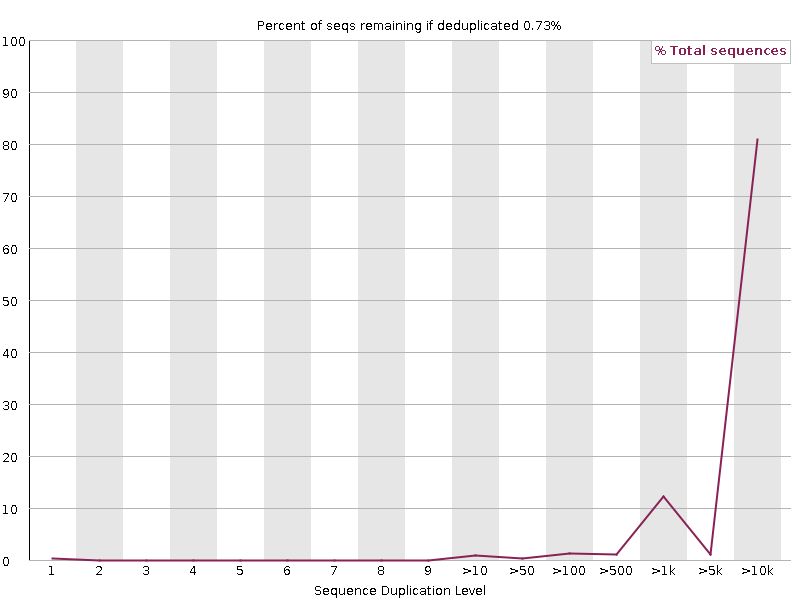 Percent of seqs remaining if deduplicated 0.73%
% Total sequences
100
90
80
70
60
50
40
30
20
10
0
1 2 3 4 5 6 7 8 9 >10 >50 >100 >500 >1k >5k >10k
Sequence Duplication Level